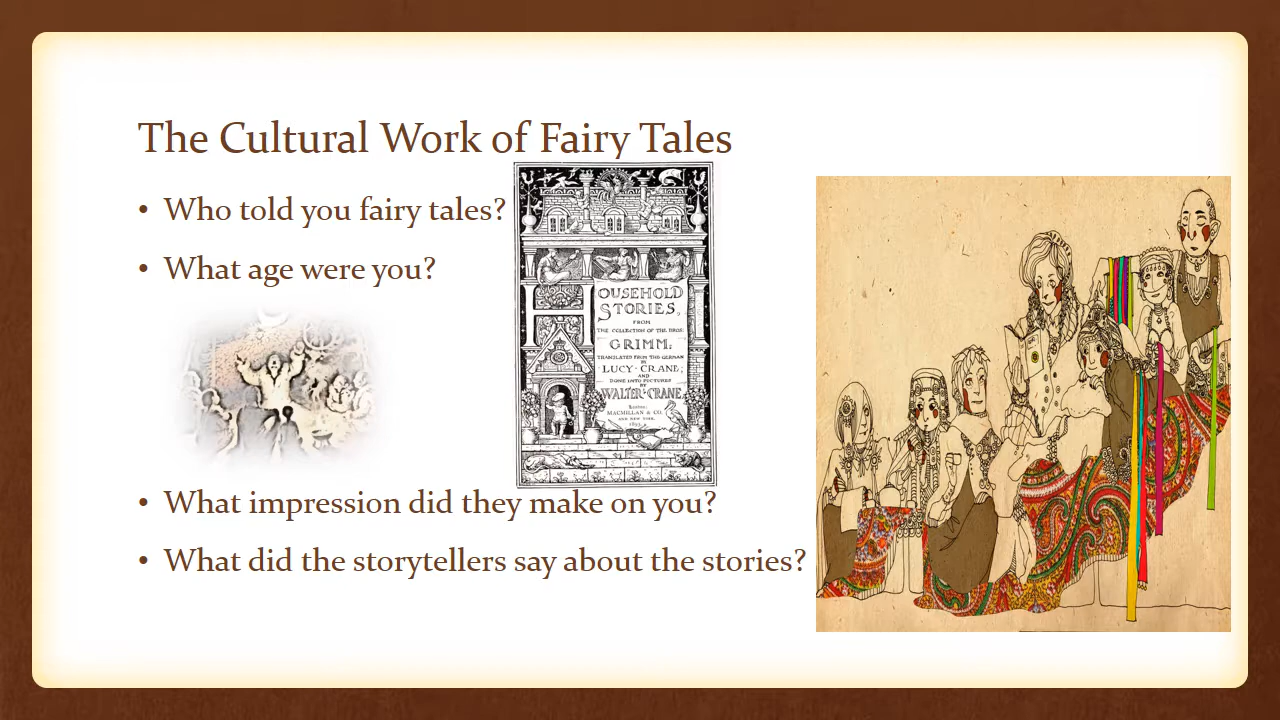 The Cultural Work of Fairy Tales
• Who told you fairy tales?
• What age were you?
OUSEHOLD
STORIES,
FROM
THE COLLECTION OF THE BROS:
GRIMM:
TRANSLATED FROM THE GERMAN
BY
LUCY·CRANE;
AND
DONE INTO PICTURES
BY
WALTER·CRANE
London:
MACMILLAN & CO.
AND NEW YORK,
• What impression did they make on you?
• What did the storytellers say about the stories?